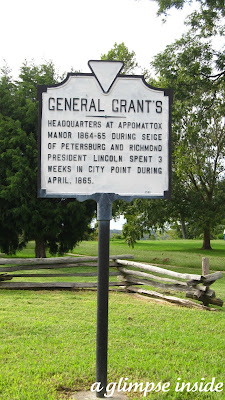 GENERAL GRANT'S
HEADQUARTERS AT APPOMATTOX
MANOR 1864-65 DURING SEIGE
OF PETERSBURG AND RICHMOND
PRESIDENT LINCOLN SPENT 3
WEEKS IN CITY POINT DURING
APRIL, 1865.
a glimpse inside